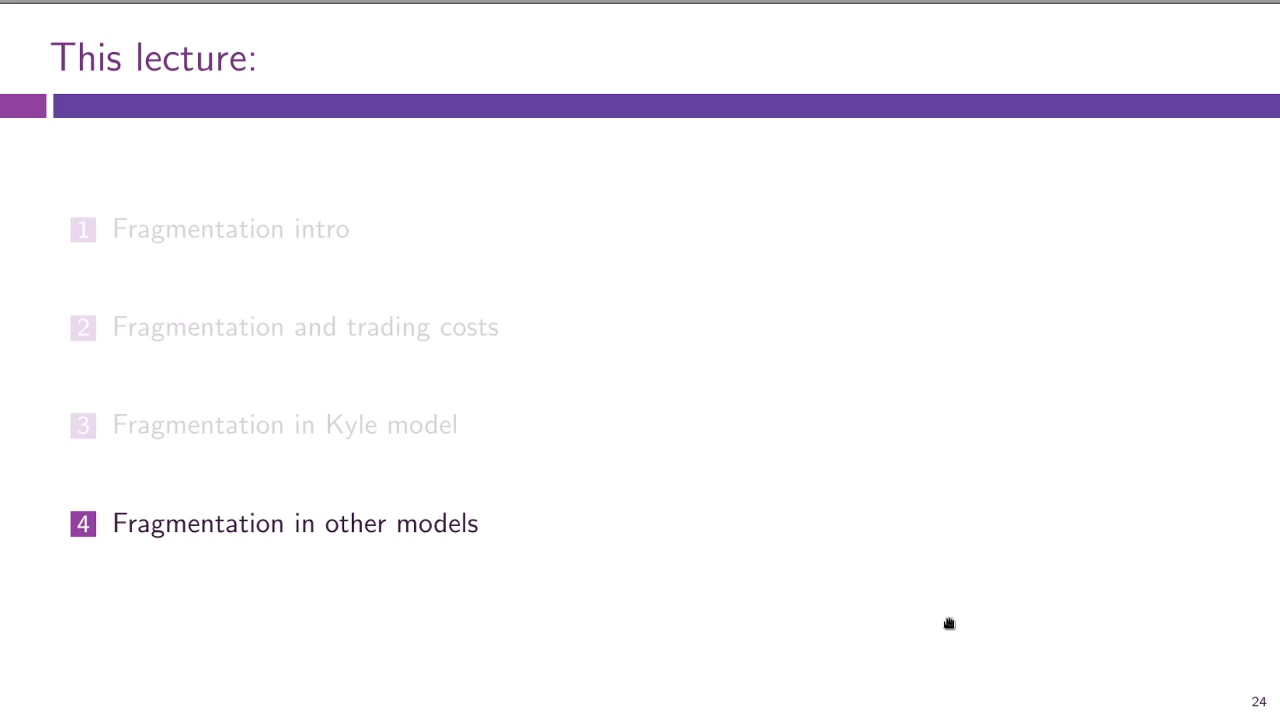 This lecture:
1 Fragmentation intro
2 Fragmentation and trading costs
3 Fragmentation in Kyle model
4 Fragmentation in other models
24